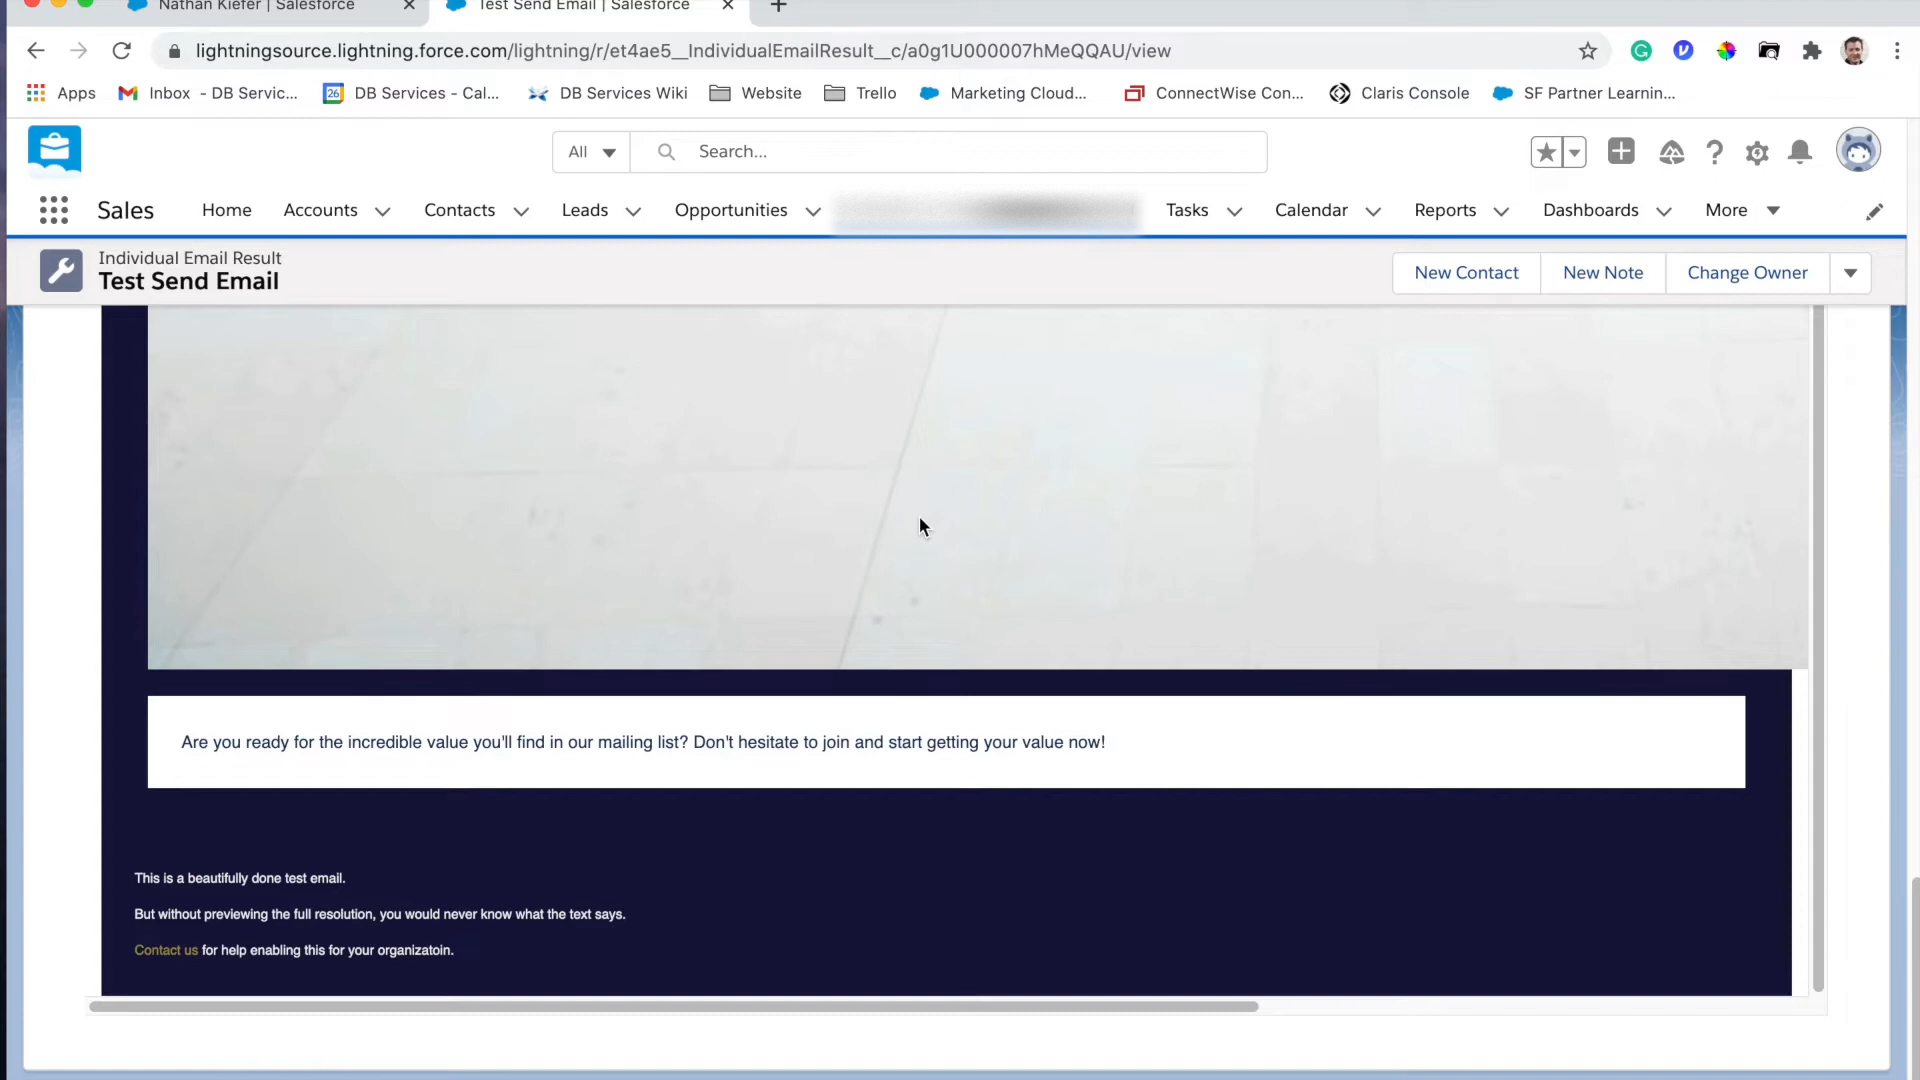 Nathan Kiefer | Salesforce
Test Send Email | Salesforce
lightningsource.lightning.force.com/lightning/r/et4ae5__IndividualEmailResult__c/a0g1U000007hMeQQAU/view
Apps
Inbox - DB Servic...
26
DB Services - Cal...
DB Services Wiki
Website
Trello
Marketing Cloud...
ConnectWise Con...
Claris Console
SF Partner Learnin...
All
Search...
Sales
Home
Accounts
Contacts
Leads
Opportunities
Tasks
Calendar
Reports
Dashboards
More
Individual Email Result
Test Send Email
New Contact
New Note
Change Owner
Are you ready for the incredible value you'll find in our mailing list? Don't hesitate to join and start getting your value now!
This is a beautifully done test email.
But without previewing the full resolution, you would never know what the text says.
Contact us for help enabling this for your organizatoin.